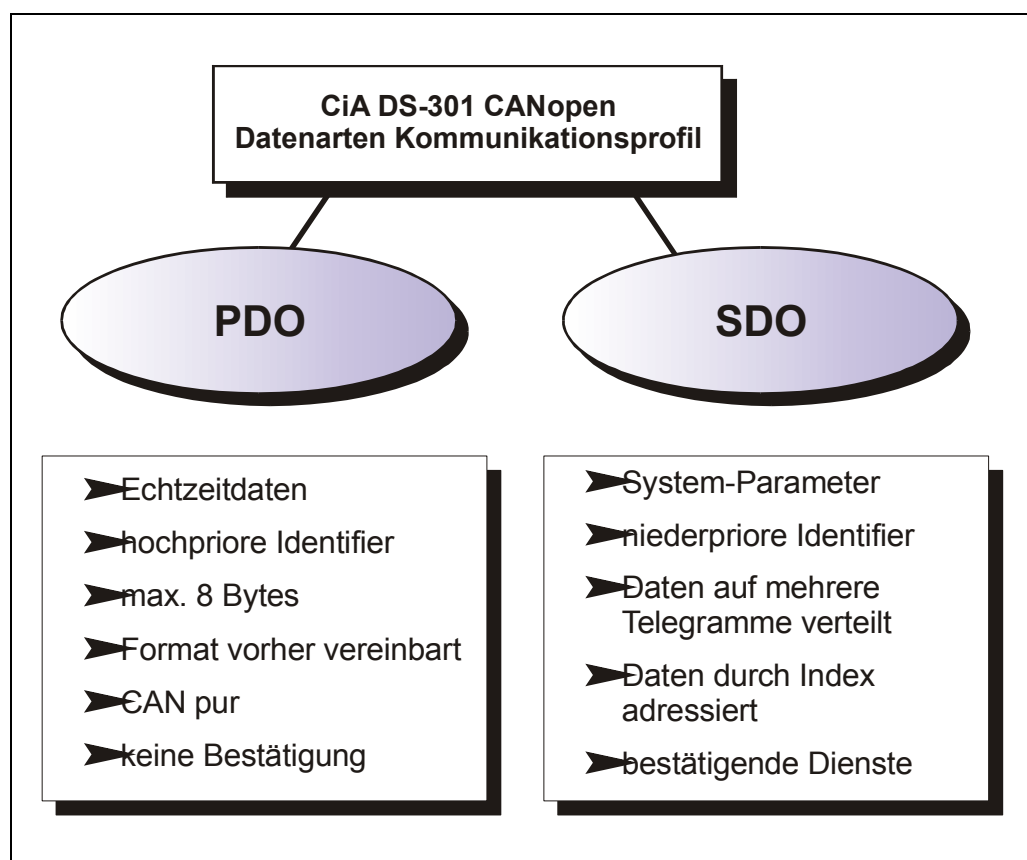 CiA DS-301 CANopen
Datenarten Kommunikationsprofil
PDO
SDO
Echtzeitdaten
hochpriore Identifier
max. 8 Bytes
Format vorher vereinbart
CAN pur
keine Bestätigung
System-Parameter
niederpriore Identifier
Daten auf mehrere
Telegramme verteilt
Daten durch Index
adressiert
bestätigende Dienste